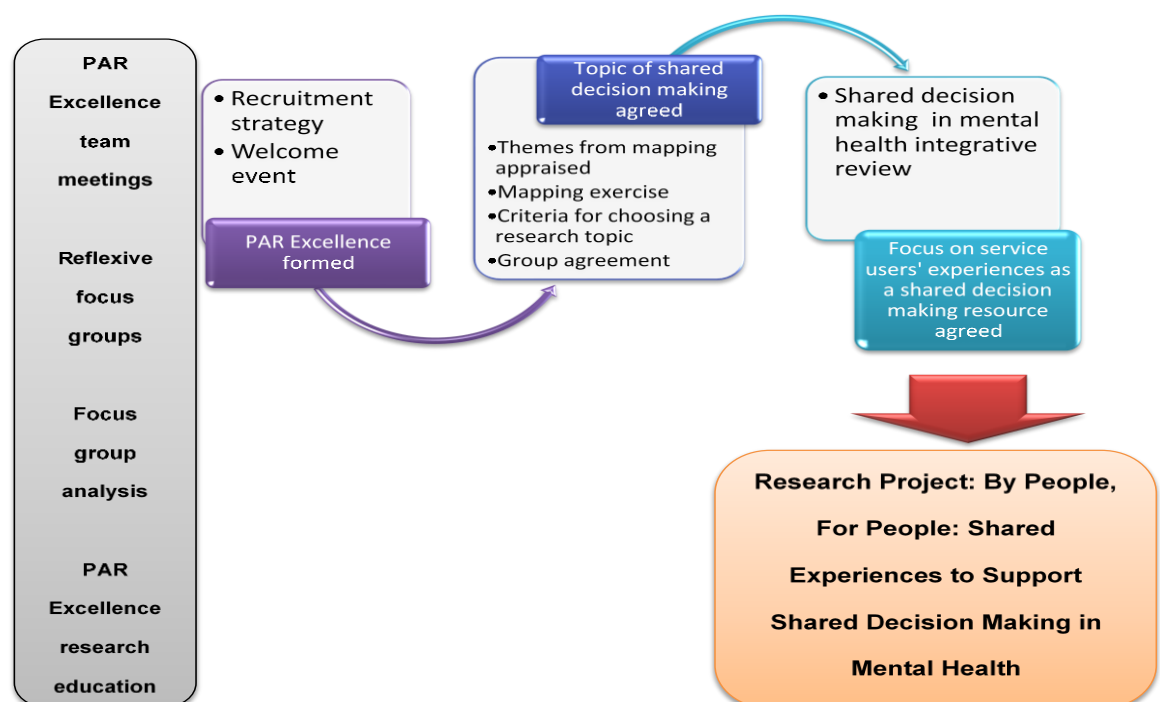 PAR
Excellence
team
meetings
Reflexive
focus
groups
Focus
group
analysis
PAR
Excellence
research
education
• Recruitment
strategy
• Welcome
event
PAR Excellence
formed
Topic of shared
decision making
agreed
•Themes from mapping
appraised
•Mapping exercise
•Criteria for choosing a
research topic
•Group agreement
• Shared decision
making in mental
health integrative
review
Focus on service
users' experiences as
a shared decision
making resource
agreed
Research Project: By People,
For People: Shared
Experiences to Support
Shared Decision Making in
Mental Health